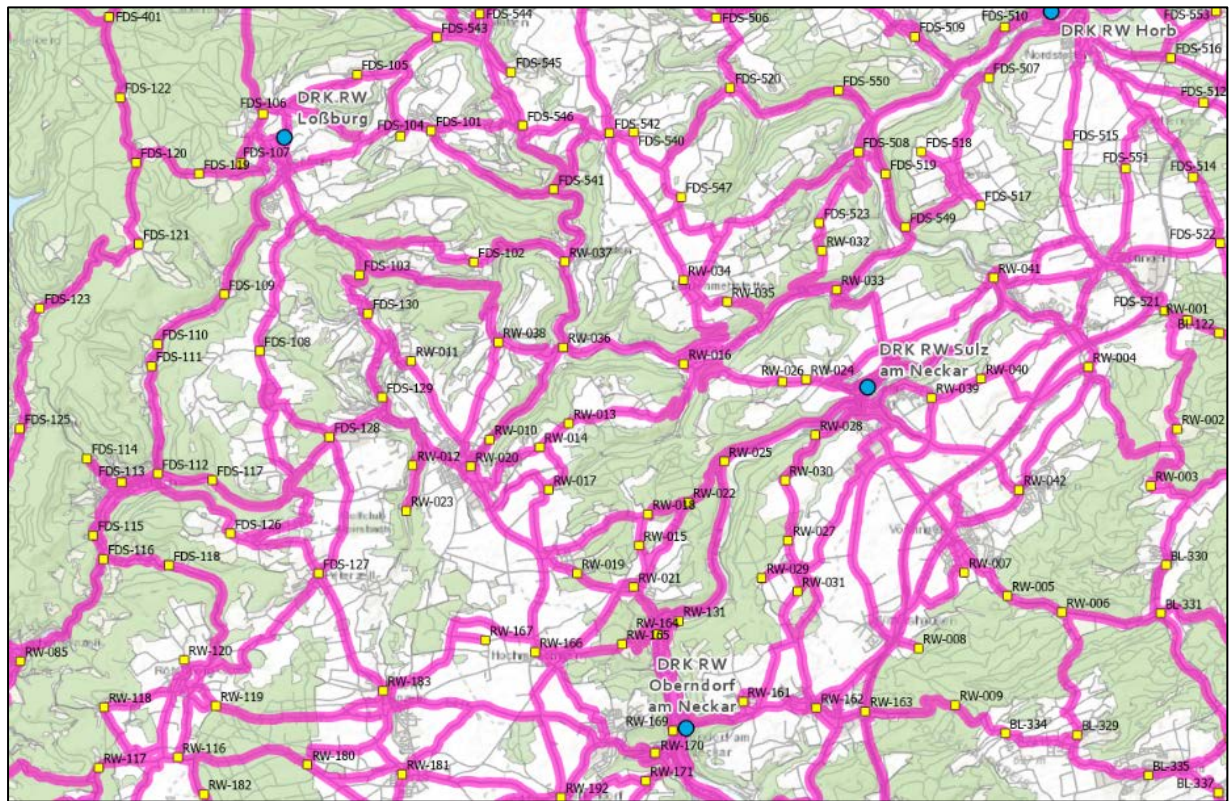 FDS-401
FDS-544
FDS-543
FDS-506
FDS-509
FDS-510
FDS-553
DRK RW Horb
FDS-516
FDS-545
FDS-105
FDS-122
FDS-520
FDS-550
FDS-507
FDS-512
DRK RW
Loßburg
FDS-106
FDS-104
FDS-101
FDS-546
FDS-542
FDS-540
FDS-515
FDS-120
FDS-119
FDS-107
FDS-508
FDS-518
FDS-519
FDS-551
FDS-514
FDS-541
FDS-547
FDS-517
FDS-523
FDS-549
FDS-121
RW-032
FDS-522
FDS-102
RW-037
FDS-103
RW-034
RW-041
FDS-123
FDS-109
RW-035
RW-033
FDS-130
FDS-521
RW-001
BL-122
FDS-110
FDS-111
FDS-108
RW-038
RW-036
RW-011
RW-016
DRK RW Sulz
am Neckar
RW-004
RW-026
RW-024
RW-040
RW-039
FDS-129
FDS-125
FDS-128
RW-013
RW-010
RW-014
RW-028
RW-002
FDS-114
FDS-113
FDS-112
FDS-117
RW-012
RW-020
RW-025
RW-030
RW-017
RW-042
RW-003
RW-023
RW-018
RW-022
FDS-115
FDS-126
RW-015
RW-027
FDS-116
FDS-118
FDS-127
RW-019
RW-021
RW-029
RW-031
RW-007
BL-330
RW-005
RW-006
BL-331
RW-131
RW-164
RW-165
RW-167
RW-166
RW-008
RW-085
RW-120
DRK RW
Oberndorf
am Neckar
RW-183
RW-118
RW-119
RW-161
RW-162
RW-163
RW-009
RW-169
BL-334
BL-329
RW-117
RW-116
RW-180
RW-181
RW-170
RW-171
RW-182
RW-192
BL-335
BL-337